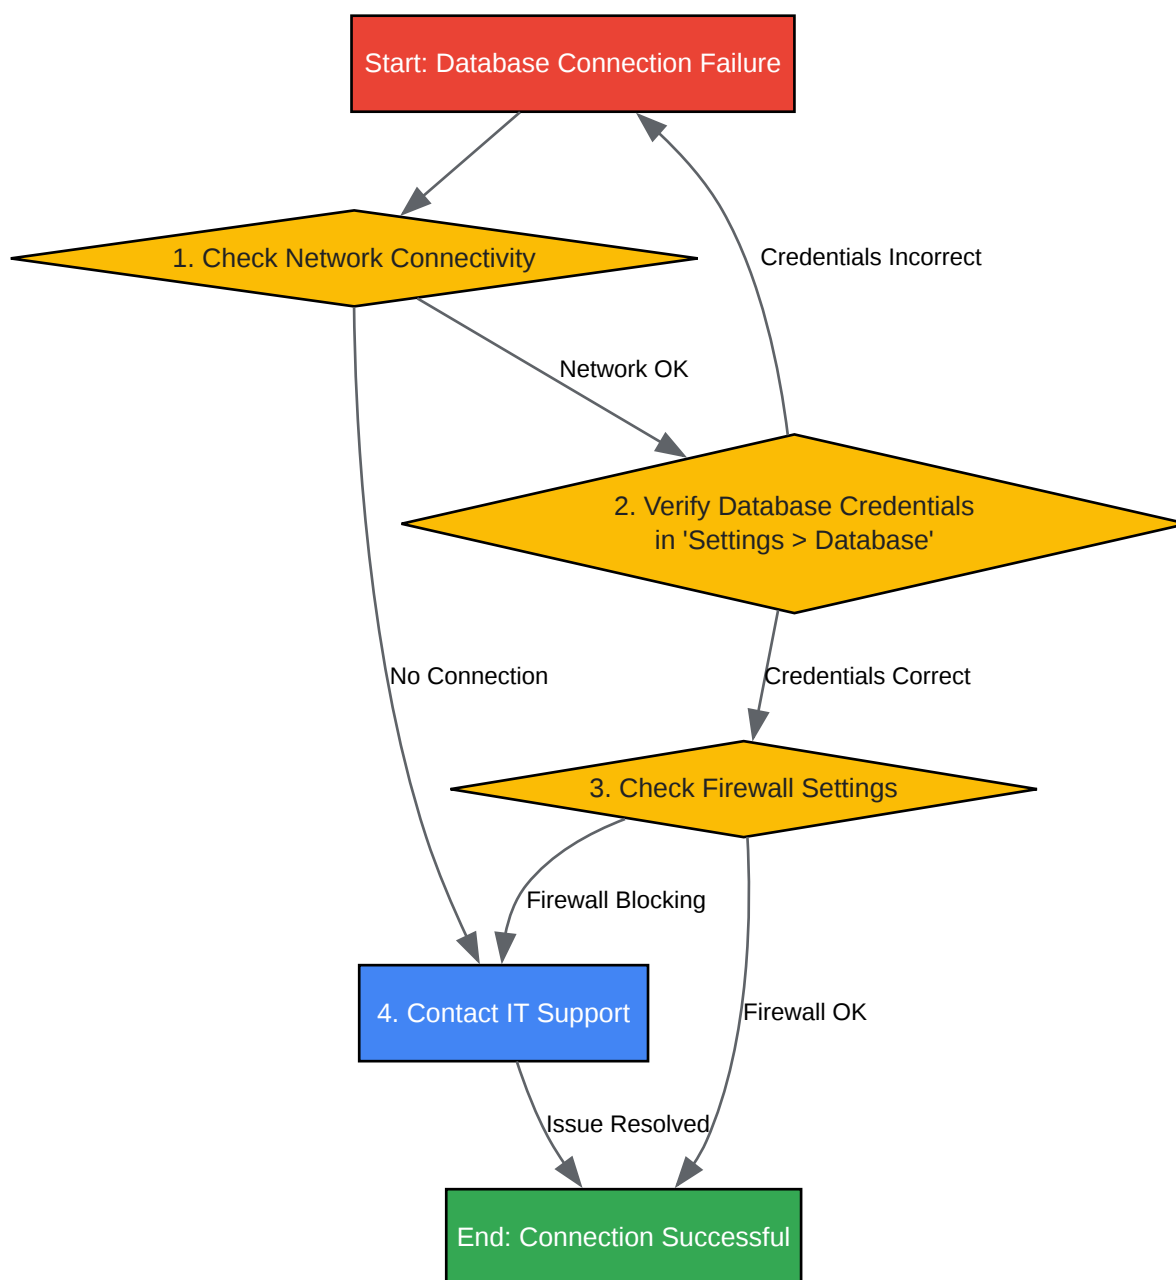 Start: Database Connection Failure
1. Check Network Connectivity
Credentials Incorrect
Network OK
2. Verify Database Credentials
in 'Settings > Database'
No Connection
Credentials Correct
3. Check Firewall Settings
Firewall Blocking
4. Contact IT Support
Firewall OK
Issue Resolved
End: Connection Successful